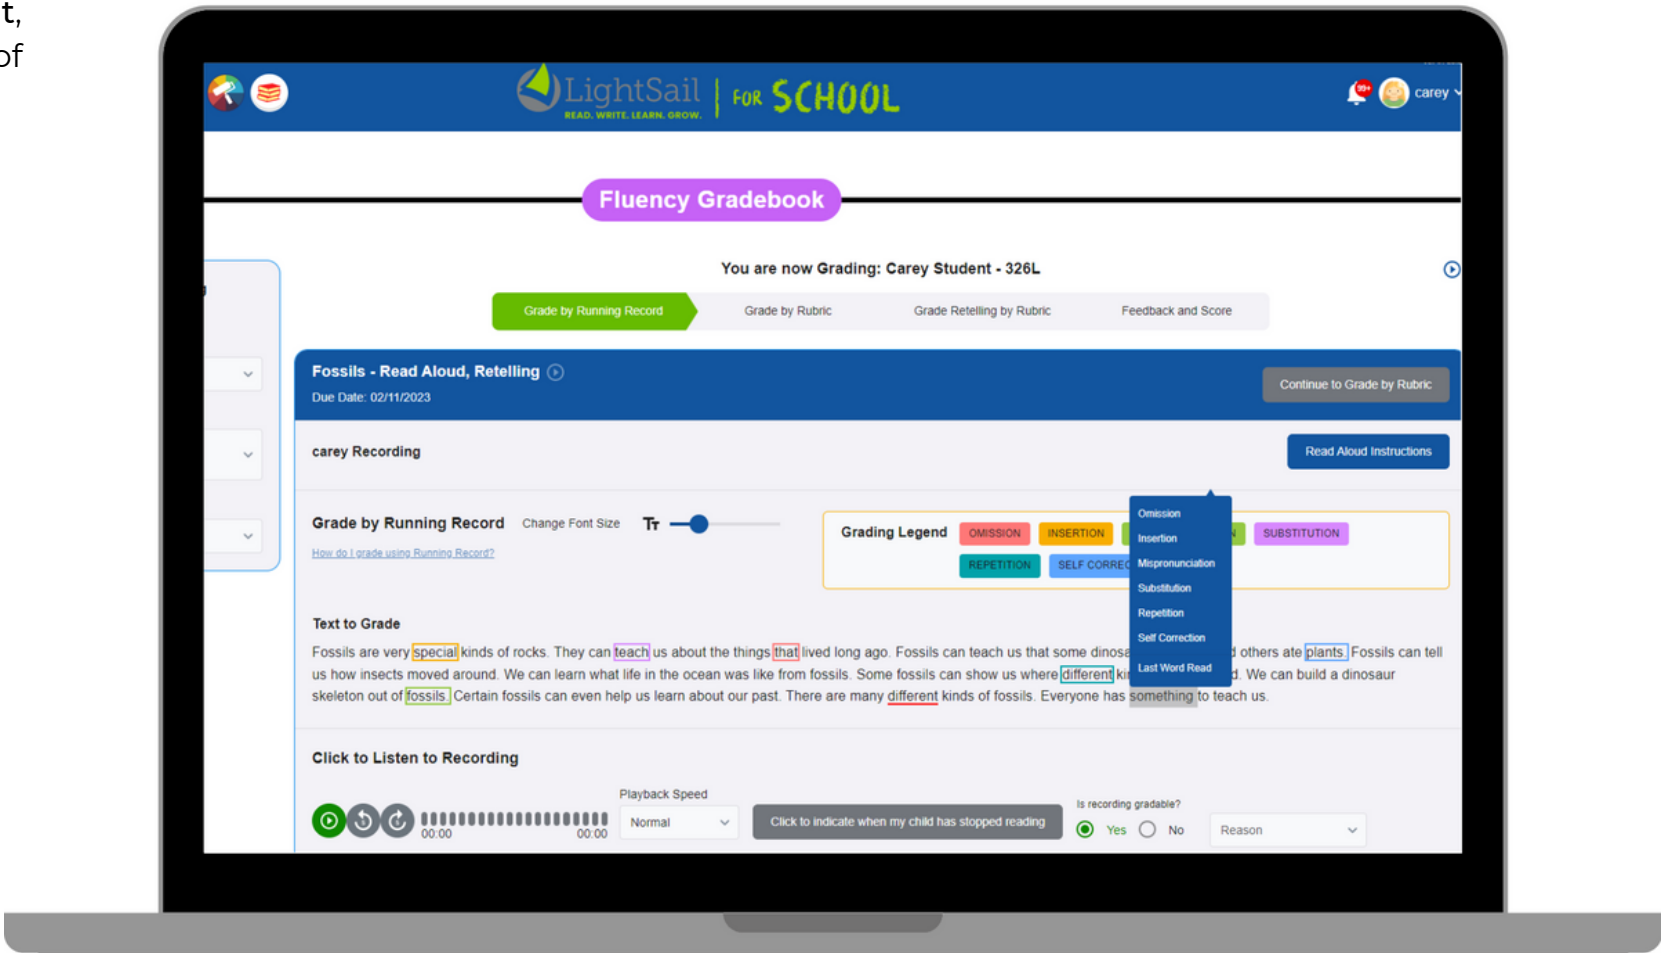 t,
of
LightSail
READ. WRITE. LEARN. GROW.
FOR SCHOOL
99+
carey
Fluency Gradebook
You are now Grading: Carey Student - 326L
Grade by Running Record
Grade by Rubric
Grade Retelling by Rubric
Feedback and Score
Fossils - Read Aloud, Retelling
Due Date: 02/11/2023
Continue to Grade by Rubric
carey Recording
Read Aloud Instructions
Grade by Running Record
Change Font Size
TT
How do I grade using Running Record?
Grading Legend
OMISSION
INSERTION
N
SUBSTITUTION
REPETITION
SELF CORREC
Omission
Insertion
Mispronunciation
Substitution
Repetition
Self Correction
Last Word Read
Text to Grade
Fossils are very special kinds of rocks. They can teach us about the things that lived long ago. Fossils can teach us that some dinosa d others ate plants. Fossils can tell
us how insects moved around. We can learn what life in the ocean was like from fossils. Some fossils can show us where different ki d. We can build a dinosaur
skeleton out of fossils. Certain fossils can even help us learn about our past. There are many different kinds of fossils. Everyone has something to teach us.
Click to Listen to Recording
5
5
00:00
00:00
Playback Speed
Normal
Click to indicate when my child has stopped reading
Is recording gradable?
Yes
No
Reason